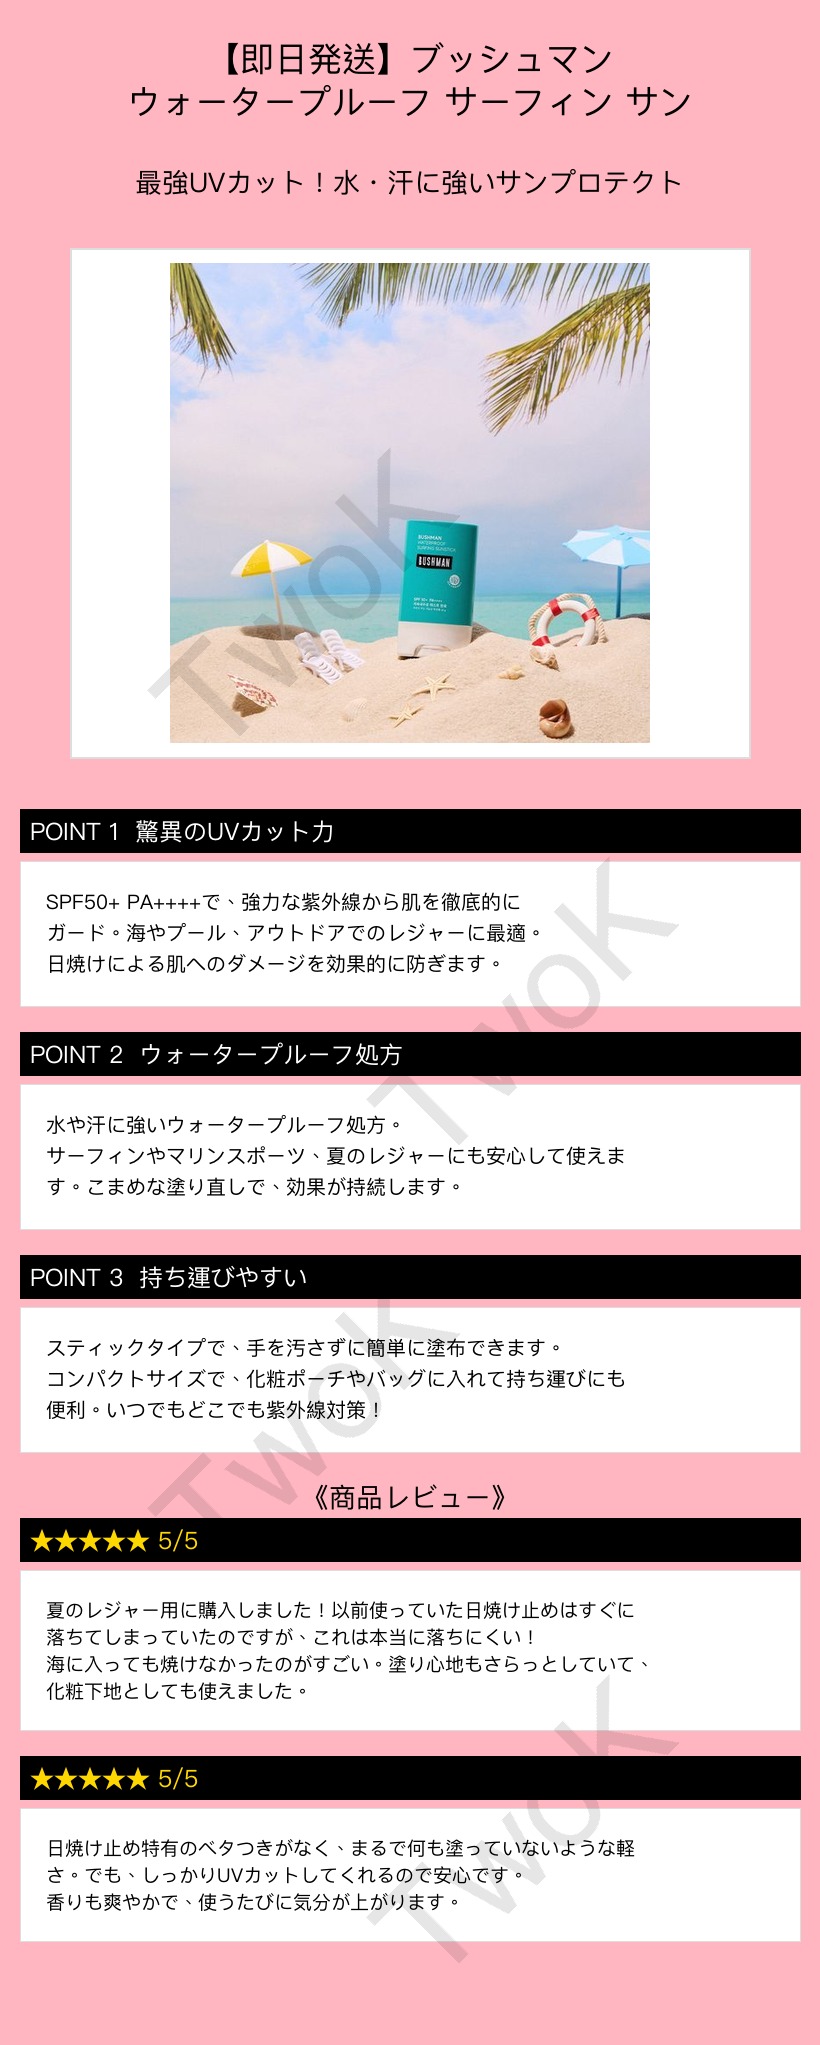 【即日発送】ブッシュマン
ウォータープルーフ サーフィン サン
最強UVカット！水・汗に強いサンプロテクト
BUSHMAN
WATERPROOF
SURFING SUNSTICK
BUSHMAN
SPF 50+ PA++++
POINT 1 驚異のUVカット力
SPF50+ PA++++で、強力な紫外線から肌を徹底的に
ガード。海やプール、アウトドアでのレジャーに最適。
日焼けによる肌へのダメージを効果的に防ぎます。
POINT 2 ウォータープルーフ処方
水や汗に強いウォータープルーフ処方。
サーフィンやマリンスポーツ、夏のレジャーにも安心して使えま
す。こまめな塗り直しで、効果が持続します。
POINT 3 持ち運びやすい
スティックタイプで、手を汚さずに簡単に塗布できます。
コンパクトサイズで、化粧ポーチやバッグに入れて持ち運びにも
便利。いつでもどこでも紫外線対策！
《商品レビュー》
★★★★★ 5/5
夏のレジャー用に購入しました！以前使っていた日焼け止めはすぐに
落ちてしまっていたのですが、これは本当に落ちにくい！
海に入っても焼けなかったのがすごい。塗り心地もさらっとしていて、
化粧下地としても使えました。
★★★★★ 5/5
日焼け止め特有のベタつきがなく、まるで何も塗っていないような軽
さ。でも、しっかりUVカットしてくれるので安心です。
香りも爽やかで、使うたびに気分が上がります。
TwoK
TwoK
TwoK
TwoK